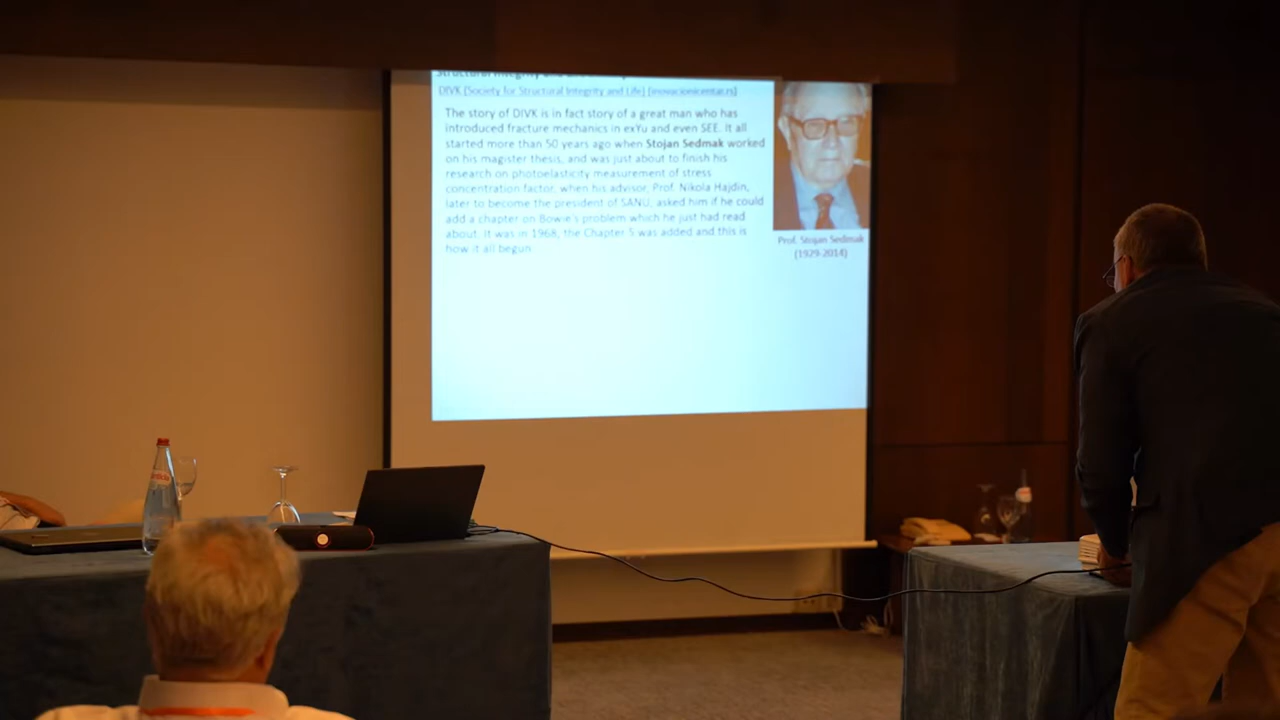 Structural Integrity and
DIVK (Society for Structural Integrity and Life) (inovacionicentar.rs)
The story of DIVK is in fact story of a great man who has
introduced fracture mechanics in exYu and even SEE. It all
started more than 50 years ago when Stojan Sedmak worked
on his magister thesis, and was just about to finish his
research on photoelasticity measurement of stress
concentration factor, when his advisor, Prof. Nikola Hajdin,
later to become the president of SANU, asked him if he could
add a chapter on Bowie's problem which he just had read
about. It was in 1968, the Chapter 5 was added and this is
how it all begun.
Prof. Stojan Sedmak
(1929-2014)